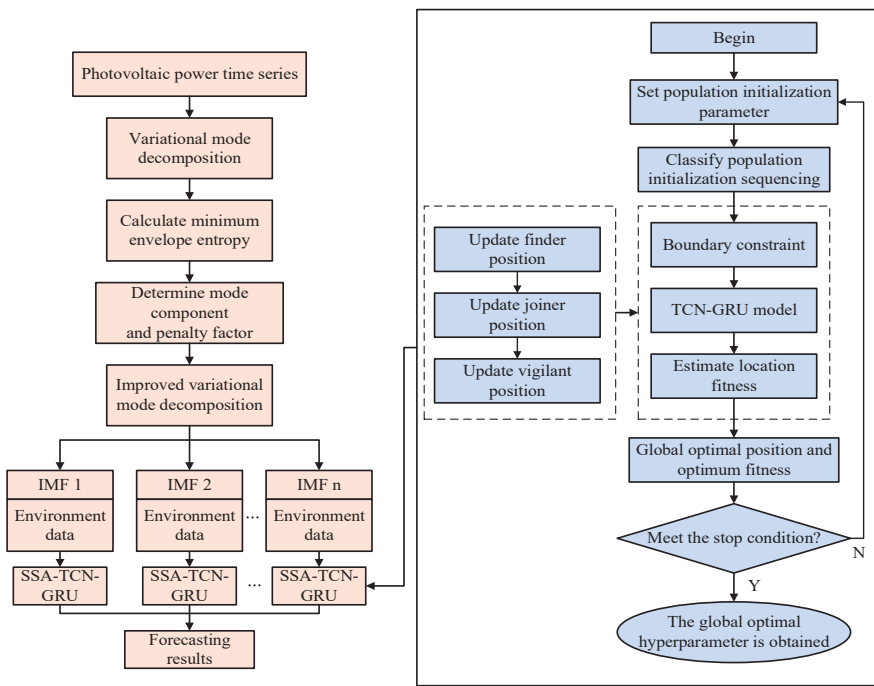 Photovoltaic power time series
Variational mode
decomposition
Calculate minimum
envelope entropy
Determine mode
component
and penalty factor
Improved variational
mode decomposition
IMF 1
IMF 2
IMF n
Environment
data
Environment
data
...
Environment
data
SSA-TCN-
GRU
SSA-TCN-
GRU
...
SSA-TCN-
GRU
Forecasting
results
Begin
Set population initialization
parameter
Classify population
initialization sequencing
Update finder
position
Update joiner
position
Update vigilant
position
Boundary constraint
TCN-GRU model
Estimate location
fitness
Global optimal position and
optimum fitness
Meet the stop condition?
N
Y
The global optimal
hyperparameter is obtained